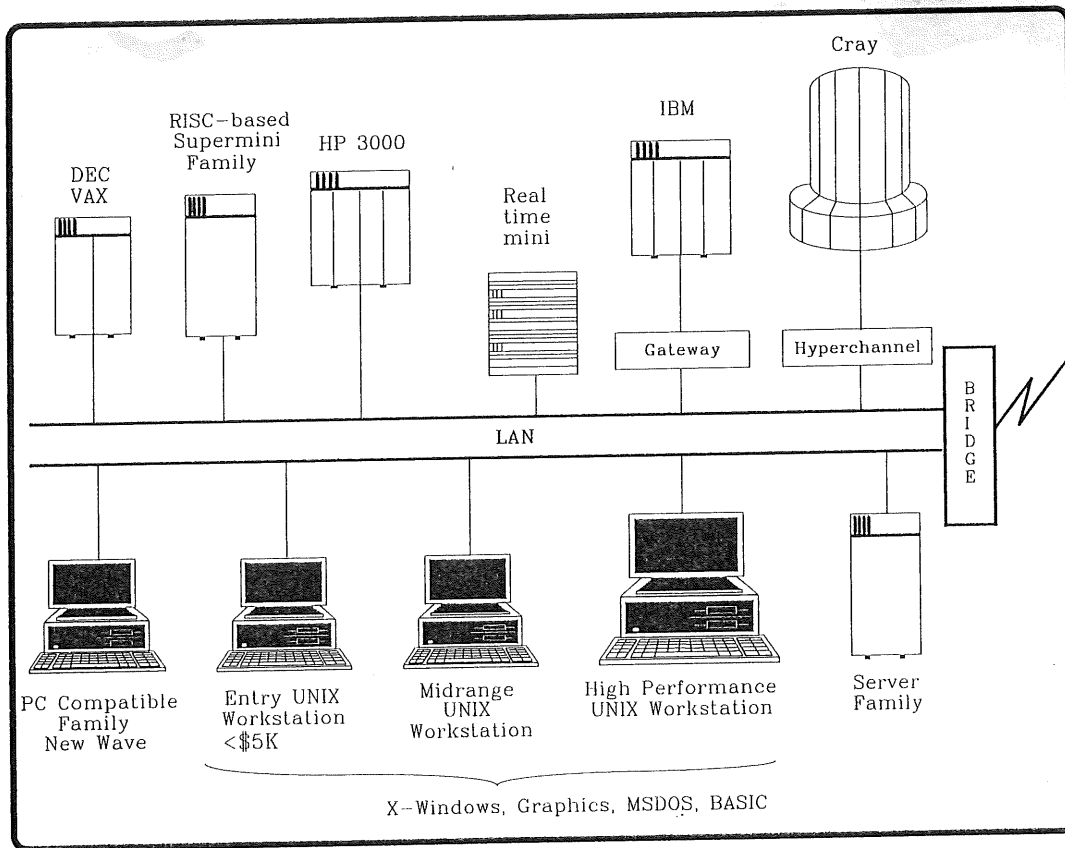 Cray
IBM
RISC-based
Supermini
Family
HP 3000
DEC
VAX
Real
time
mini
Gateway
Hyperchannel
BRIDGE
LAN
PC Compatible
Family
New Wave
Entry UNIX
Workstation
<$5K
Midrange
UNIX
Workstation
High Performance
UNIX Workstation
Server
Family
X-Windows, Graphics, MSDOS, BASIC